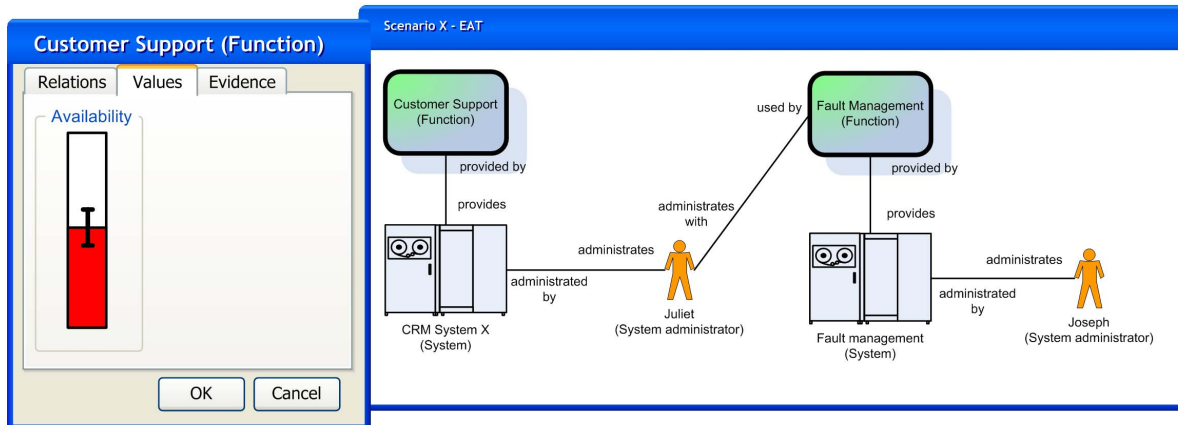 Customer Support (Function)
Relations
Values
Evidence
Availability
OK
Cancel
Scenario X - EAT
Customer Support
(Function)
provided by
provides
CRM System X
(System)
administrates
administrated
by
Juliet
(System administrator)
administrates
with
used by
Fault Management
(Function)
provided by
provides
Fault management
(System)
administrates
administrated
by
Joseph
(System administrator)